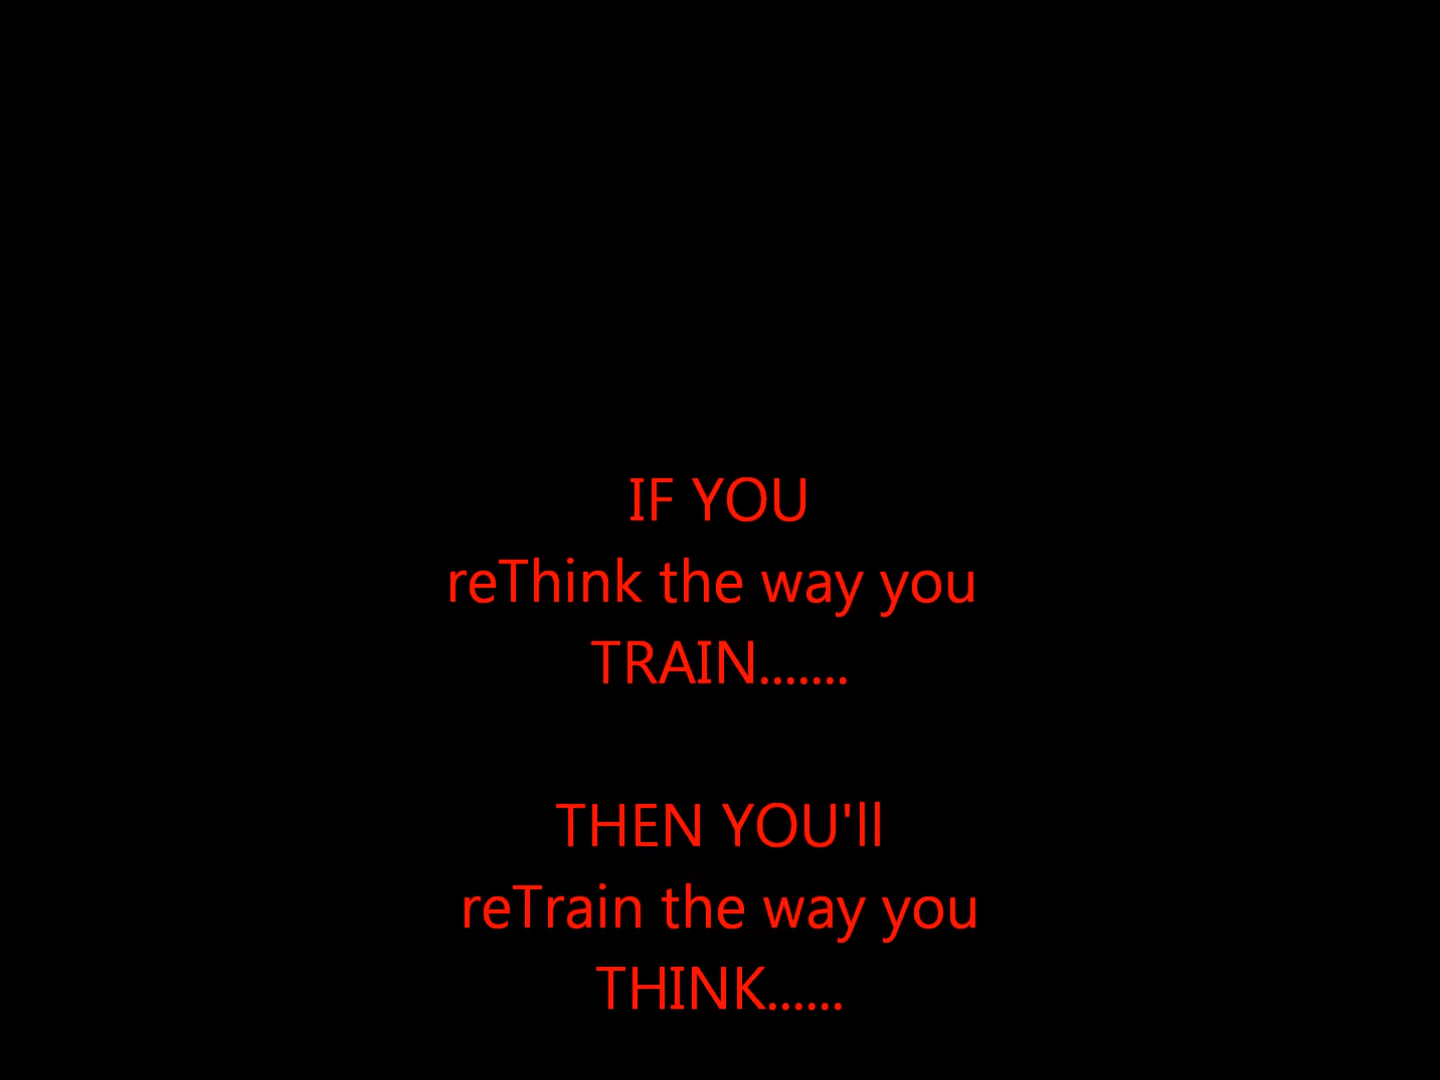 IF YOU
reThink the way you
TRAIN.......
THEN YOU'll
reTrain the way you
THINK......